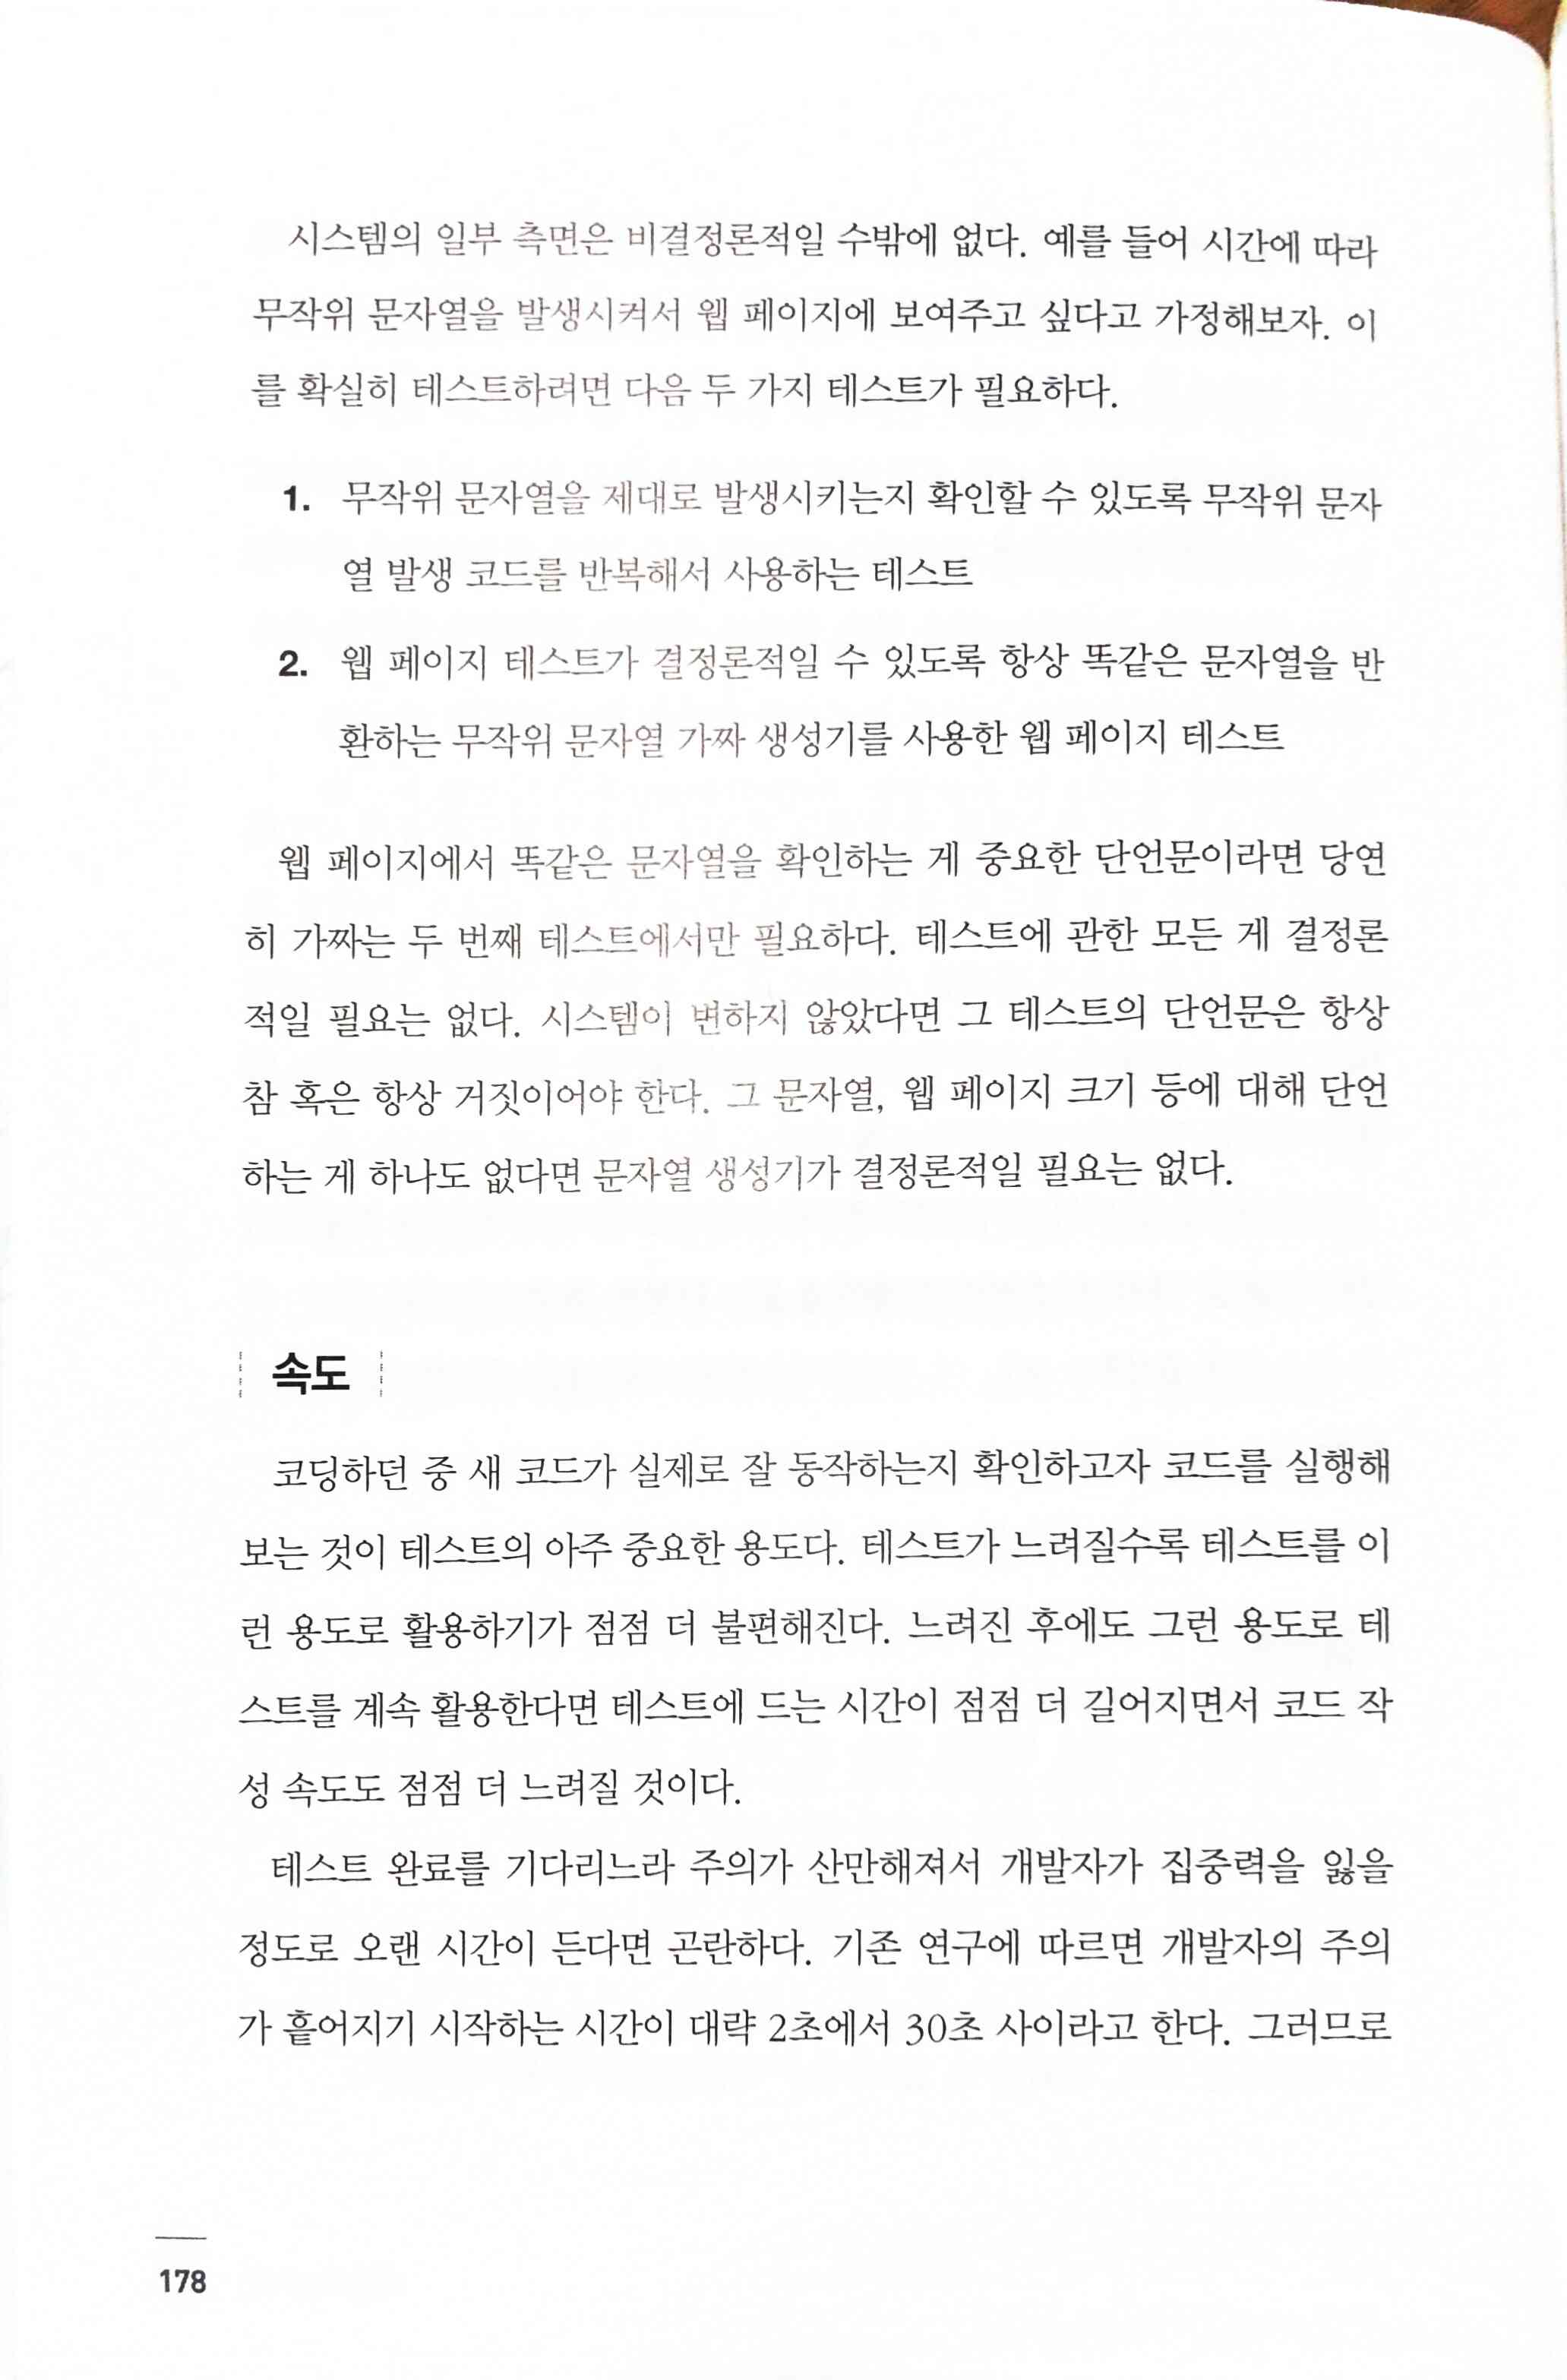 시스템의 일부 측면은 비결정론적일 수밖에 없다. 예를 들어 시간에 따라
무작위 문자열을 발생시켜서 웹 페이지에 보여주고 싶다고 가정해보자. 이
를 확실히 테스트하려면 다음 두 가지 테스트가 필요하다.
1. 무작위 문자열을 제대로 발생시키는지 확인할 수 있도록 무작위 문자
열 발생 코드를 반복해서 사용하는 테스트
2. 웹 페이지 테스트가 결정론적일 수 있도록 항상 똑같은 문자열을 반
환하는 무작위 문자열 가짜 생성기를 사용한 웹 페이지 테스트
웹 페이지에서 똑같은 문자열을 확인하는 게 중요한 단언문이라면 당연
히 가짜는 두 번째 테스트에서만 필요하다. 테스트에 관한 모든 게 결정론
적일 필요는 없다. 시스템이 변하지 않았다면 그 테스트의 단언문은 항상
참 혹은 항상 거짓이어야 한다. 그 문자열, 웹 페이지 크기 등에 대해 단언
하는 게 하나도 없다면 문자열 생성기가 결정론적일 필요는 없다.
속도
코딩하던 중 새 코드가 실제로 잘 동작하는지 확인하고자 코드를 실행해
보는 것이 테스트의 아주 중요한 용도다. 테스트가 느려질수록 테스트를 이
런 용도로 활용하기가 점점 더 불편해진다. 느려진 후에도 그런 용도로 테
스트를 계속 활용한다면 테스트에 드는 시간이 점점 더 길어지면서 코드 작
성 속도도 점점 더 느려질 것이다.
테스트 완료를 기다리느라 주의가 산만해져서 개발자가 집중력을 잃을
정도로 오랜 시간이 든다면 곤란하다. 기존 연구에 따르면 개발자의 주의
가 흩어지기 시작하는 시간이 대략 2초에서 30초 사이라고 한다. 그러므로
178